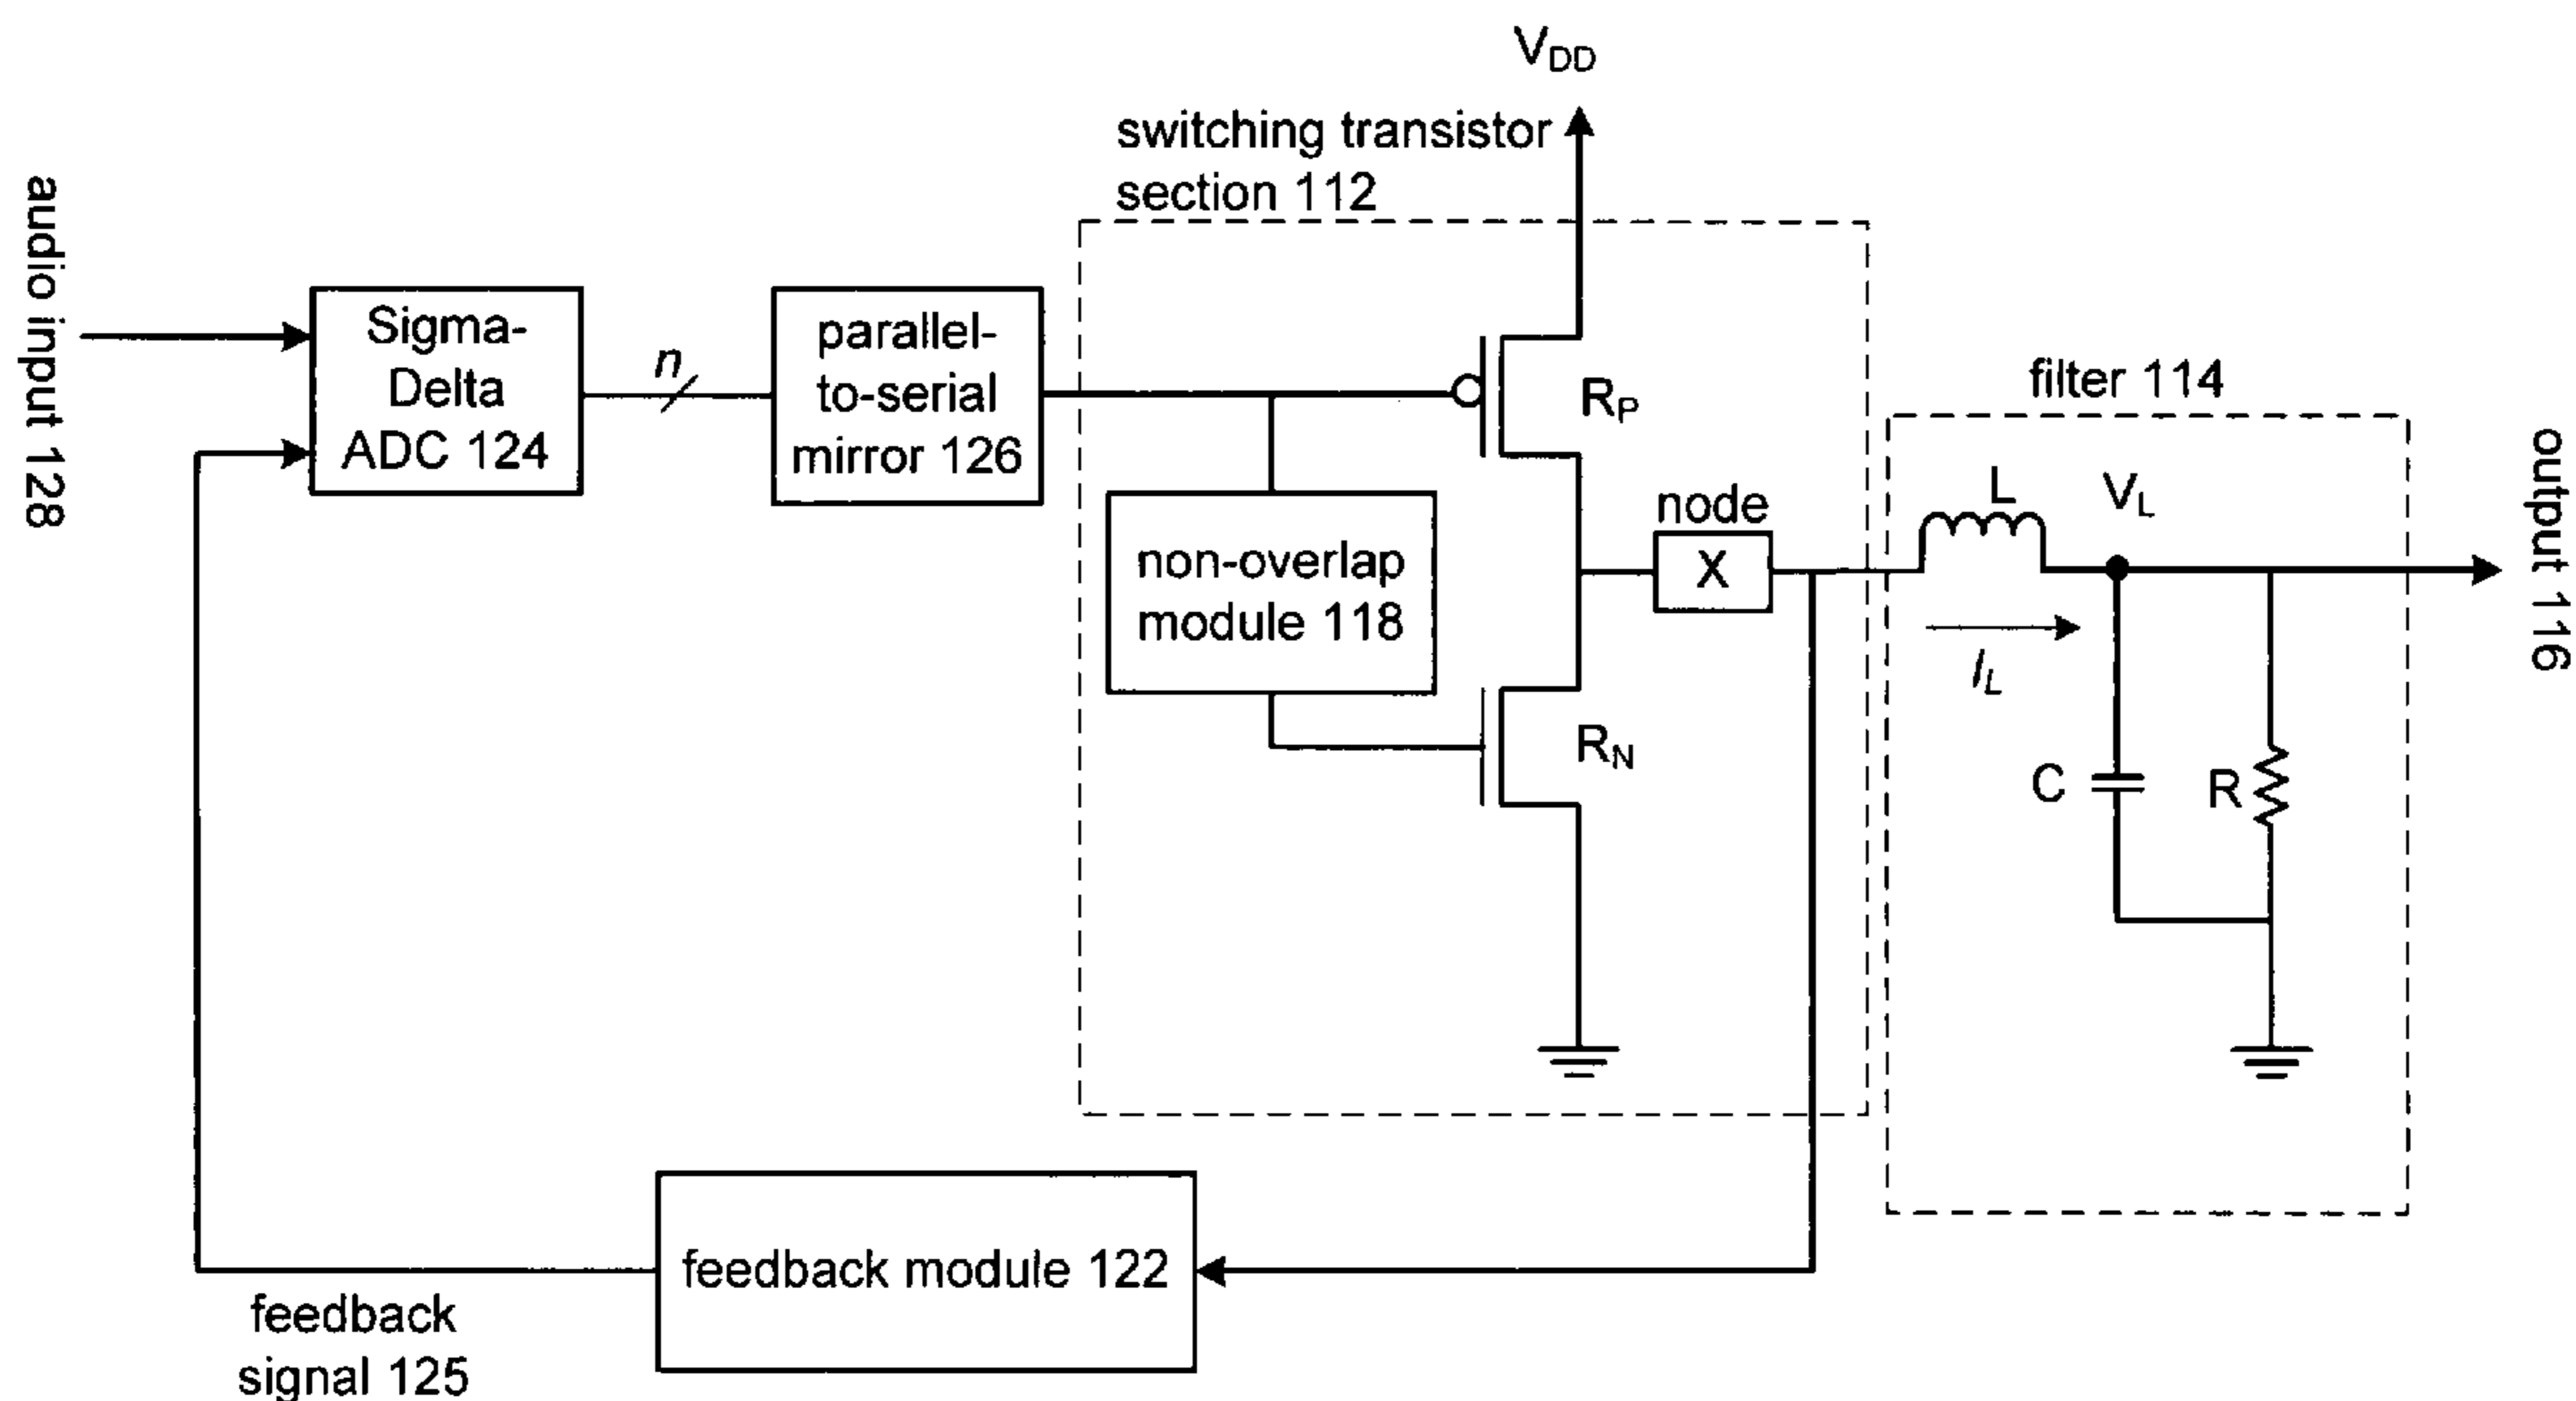 V_DD
switching transistor
section 112
audio input 128
Sigma-
Delta
ADC 124
n
parallel-
to-serial
mirror 126
R_P
non-overlap
module 118
node
X
R_N
filter 114
L
V_L
I_L
C
R
output 116
feedback module 122
feedback
signal 125